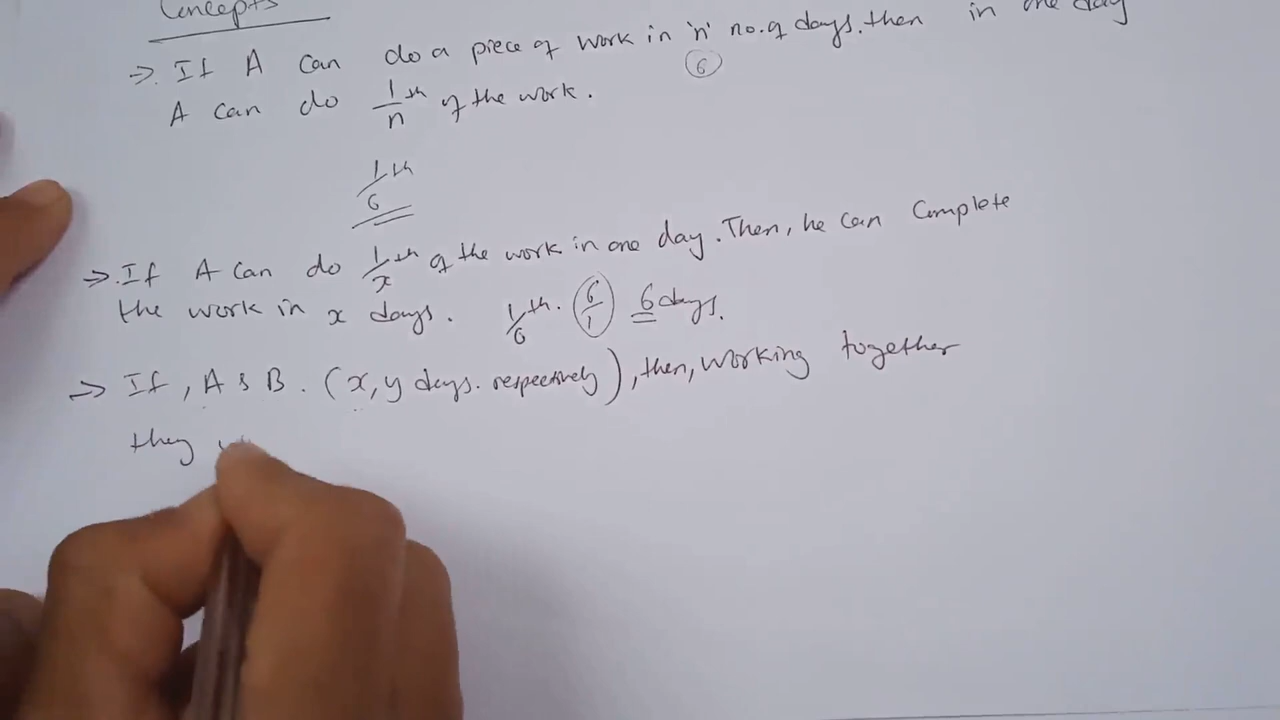 Concepts
=> . If A can do a piece of work in 'n' no. of days. then in one day
6
A can do 1/n th of the work.
1/6 th
=> . If A can do 1/x th of the work in one day. Then, he can complete
the work in x days. 1/6 th. 6/1 6 days.
=> If, A & B. (x, y days. respectively), then, working together
they